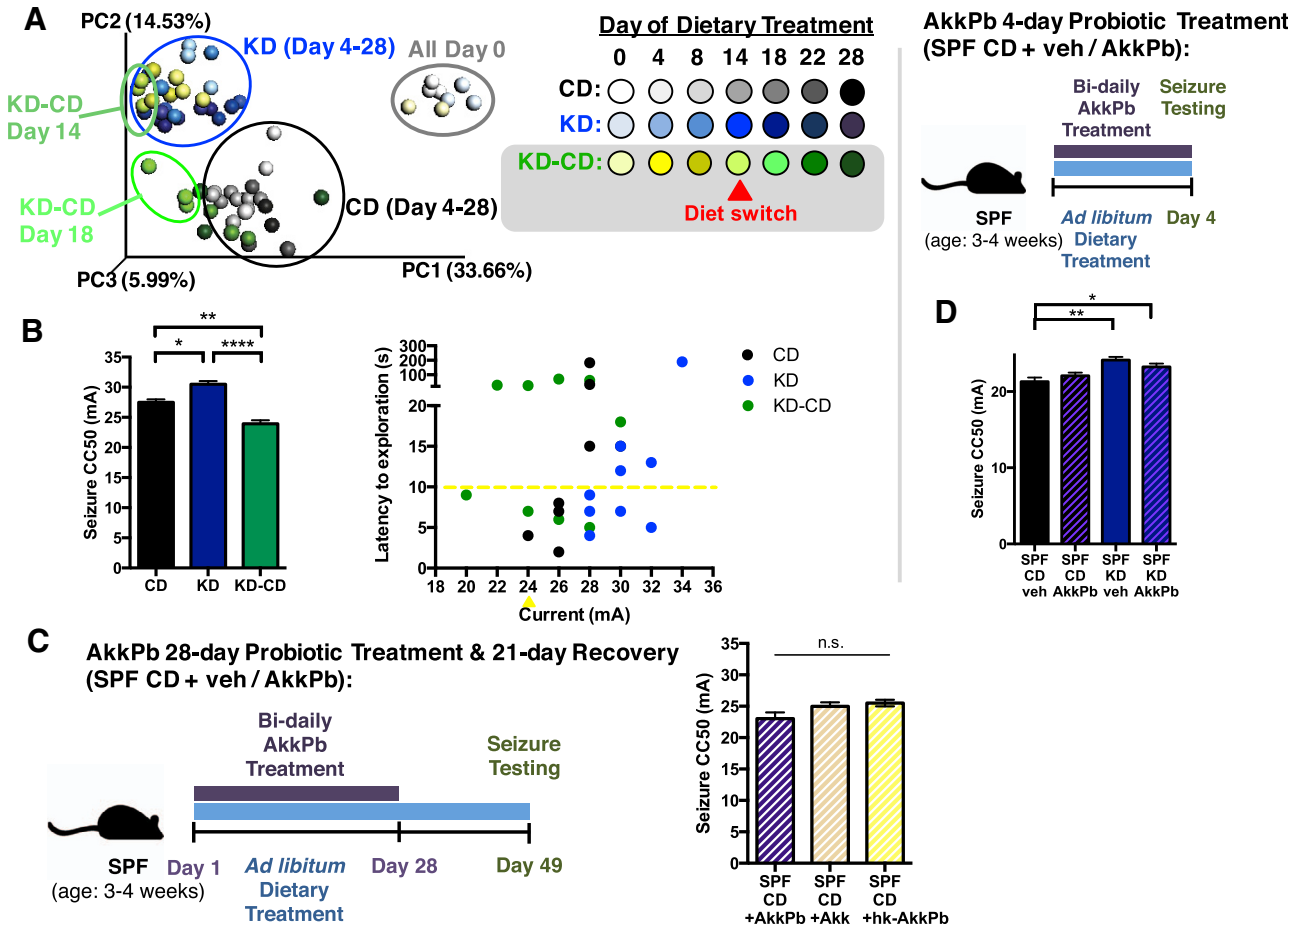 A
PC2 (14.53%)
KD (Day 4-28)
All Day 0
KD-CD
Day 14
KD-CD
Day 18
CD (Day 4-28)
PC3 (5.99%)
PC1 (33.66%)
Day of Dietary Treatment
0 4 8 14 18 22 28
CD:
KD:
KD-CD:
Diet switch
AkkPb 4-day Probiotic Treatment
(SPF CD + veh / AkkPb):
Bi-daily
AkkPb
Treatment
Seizure
Testing
SPF
(age: 3-4 weeks)
Ad libitum
Dietary
Treatment
Day 4
B
Seizure CC50 (mA)
35
30
25
20
15
10
5
0
**
* ****
CD KD KD-CD
Latency to exploration (s)
300
200
100
20
15
10
5
0
18 20 22 24 26 28 30 32 34 36
Current (mA)
CD
KD
KD-CD
D
*
**
Seizure CC50 (mA)
20
10
0
SPF SPF SPF SPF
CD CD KD KD
veh AkkPb veh AkkPb
C
AkkPb 28-day Probiotic Treatment & 21-day Recovery
(SPF CD + veh / AkkPb):
Bi-daily
AkkPb
Treatment
Seizure
Testing
SPF
(age: 3-4 weeks)
Day 1
Ad libitum
Dietary
Treatment
Day 28
Day 49
Seizure CC50 (mA)
35
30
25
20
15
10
5
0
n.s.
SPF SPF SPF
CD CD CD
+AkkPb +Akk +hk-AkkPb